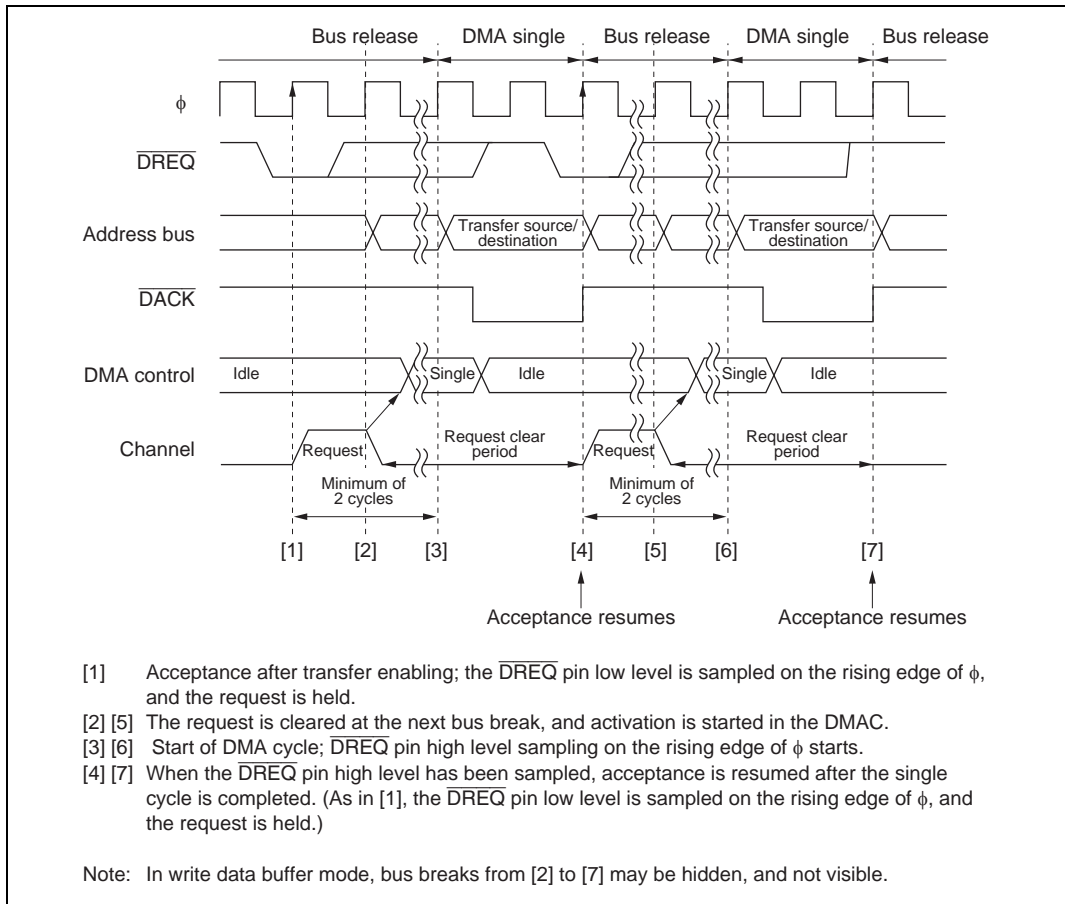 Bus release DMA single Bus release DMA single Bus release
ϕ
DREQ
Address bus
Transfer source/
destination
Transfer source/
destination
DACK
DMA control
Idle Single Idle Single Idle
Channel
Request
Request clear
period
Request
Request clear
period
Minimum of
2 cycles
Minimum of
2 cycles
[1] [2] [3] [4] [5] [6] [7]
Acceptance resumes Acceptance resumes
[1] Acceptance after transfer enabling; the DREQ pin low level is sampled on the rising edge of ϕ,
and the request is held.
[2] [5] The request is cleared at the next bus break, and activation is started in the DMAC.
[3] [6] Start of DMA cycle; DREQ pin high level sampling on the rising edge of ϕ starts.
[4] [7] When the DREQ pin high level has been sampled, acceptance is resumed after the single
cycle is completed. (As in [1], the DREQ pin low level is sampled on the rising edge of ϕ, and
the request is held.)
Note: In write data buffer mode, bus breaks from [2] to [7] may be hidden, and not visible.